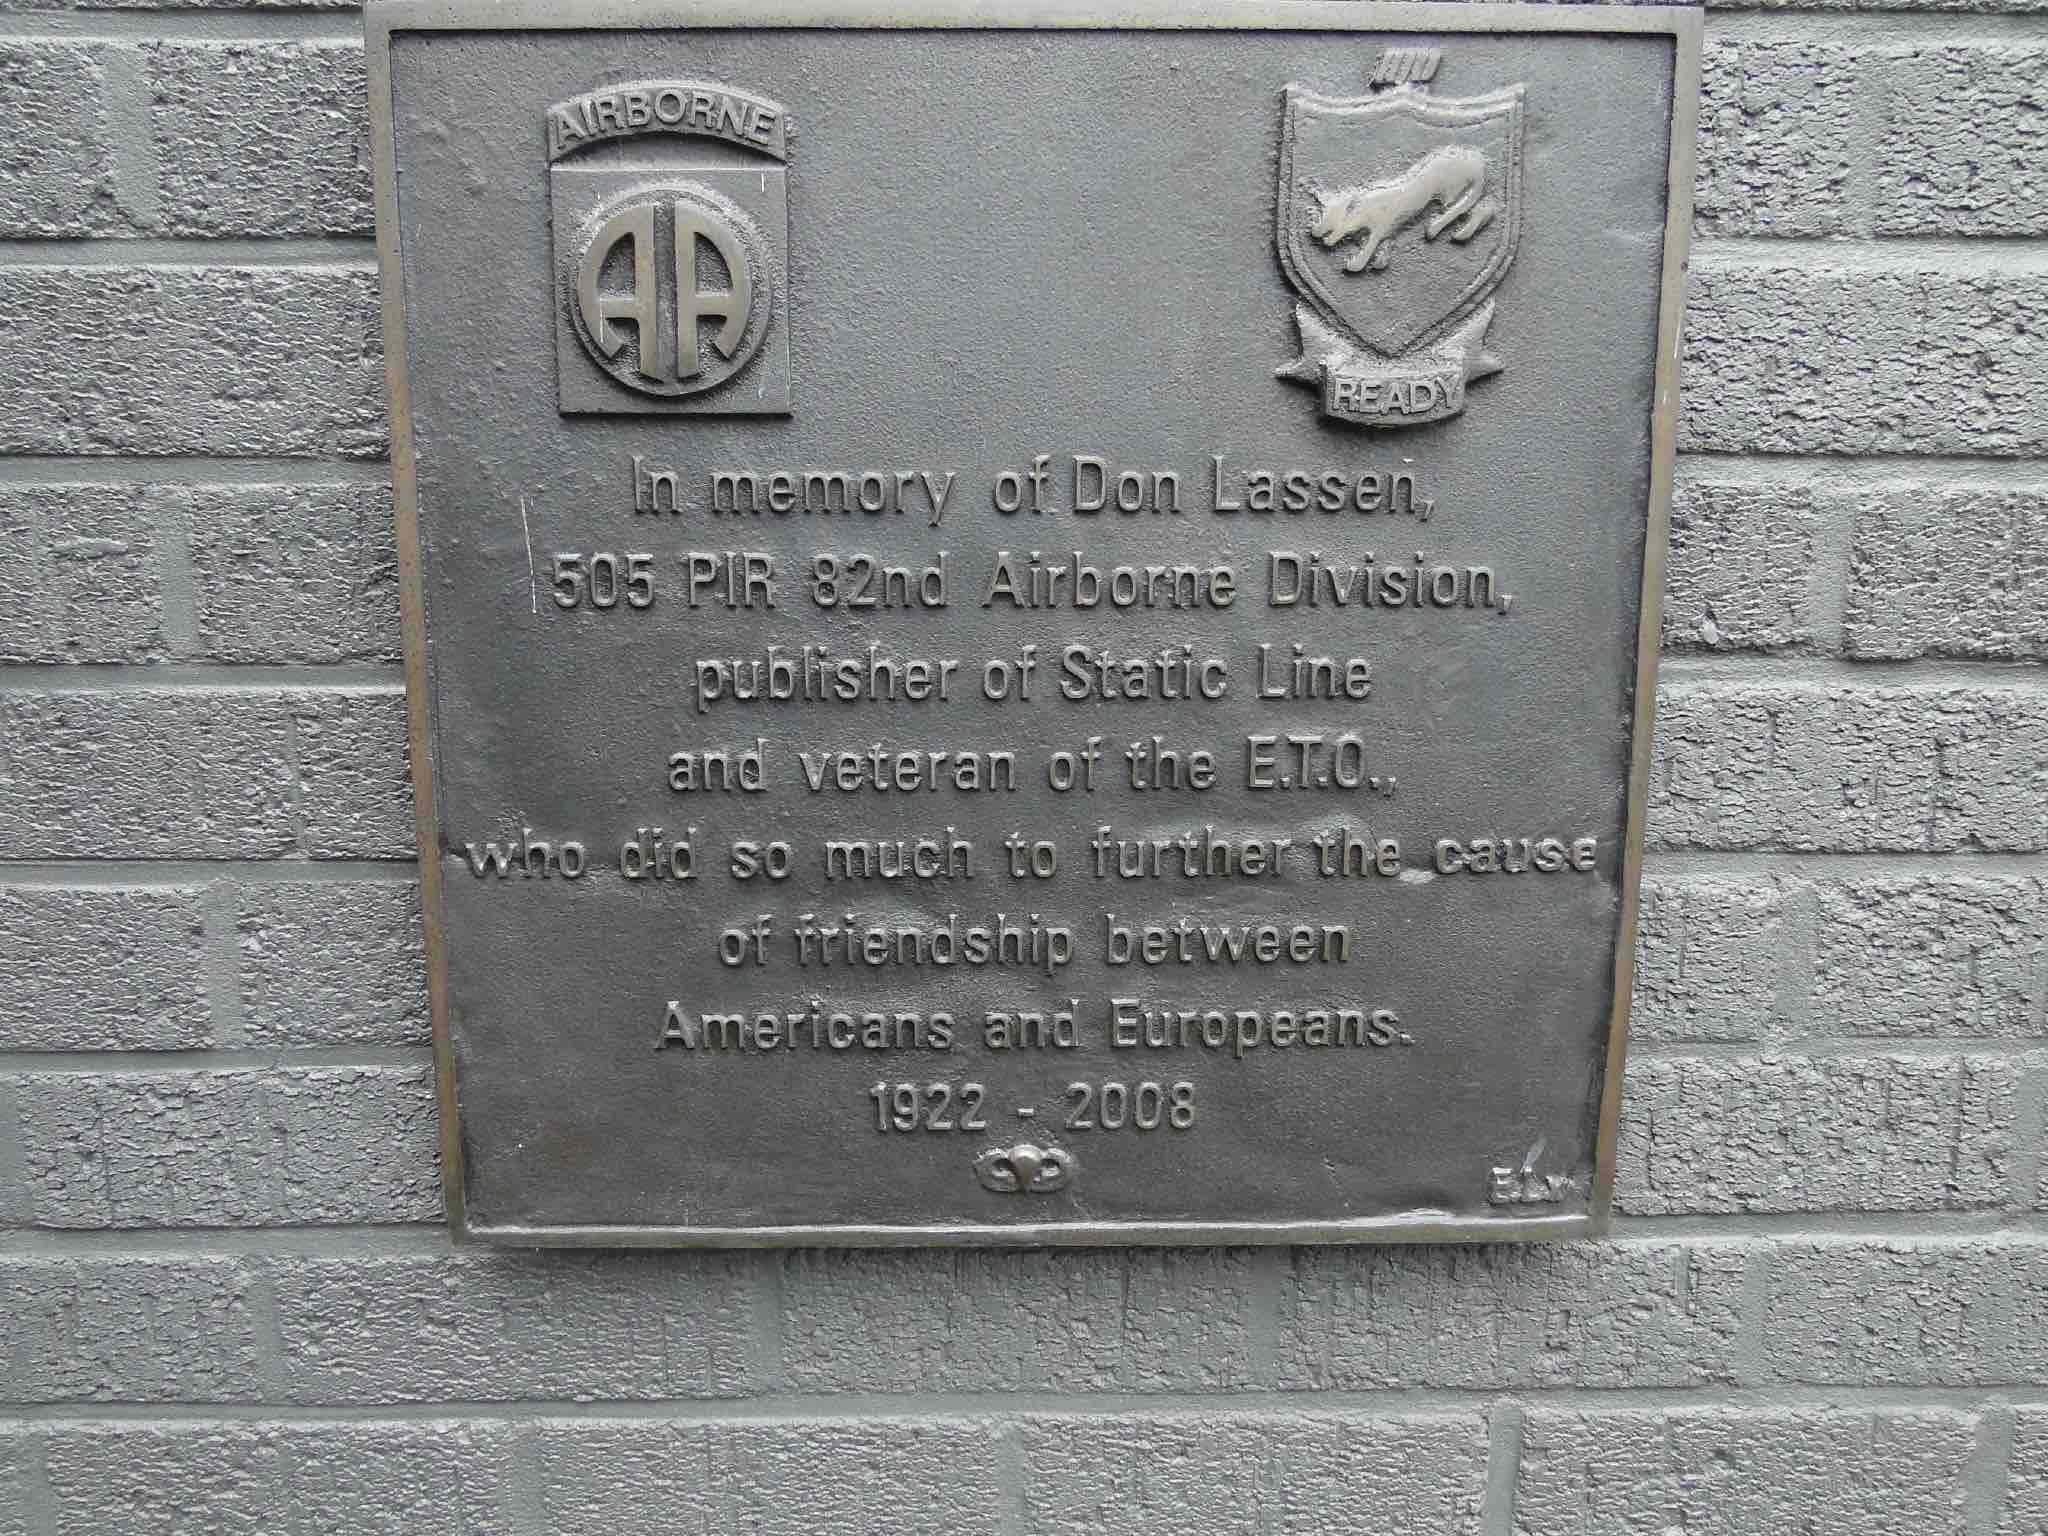 AIRBORNE
AA
READY
In memory of Don Lassen,
505 PIR 82nd Airborne Division,
publisher of Static Line
and veteran of the E.T.O.,
who did so much to further the cause
of friendship between
Americans and Europeans.
1922 - 2008